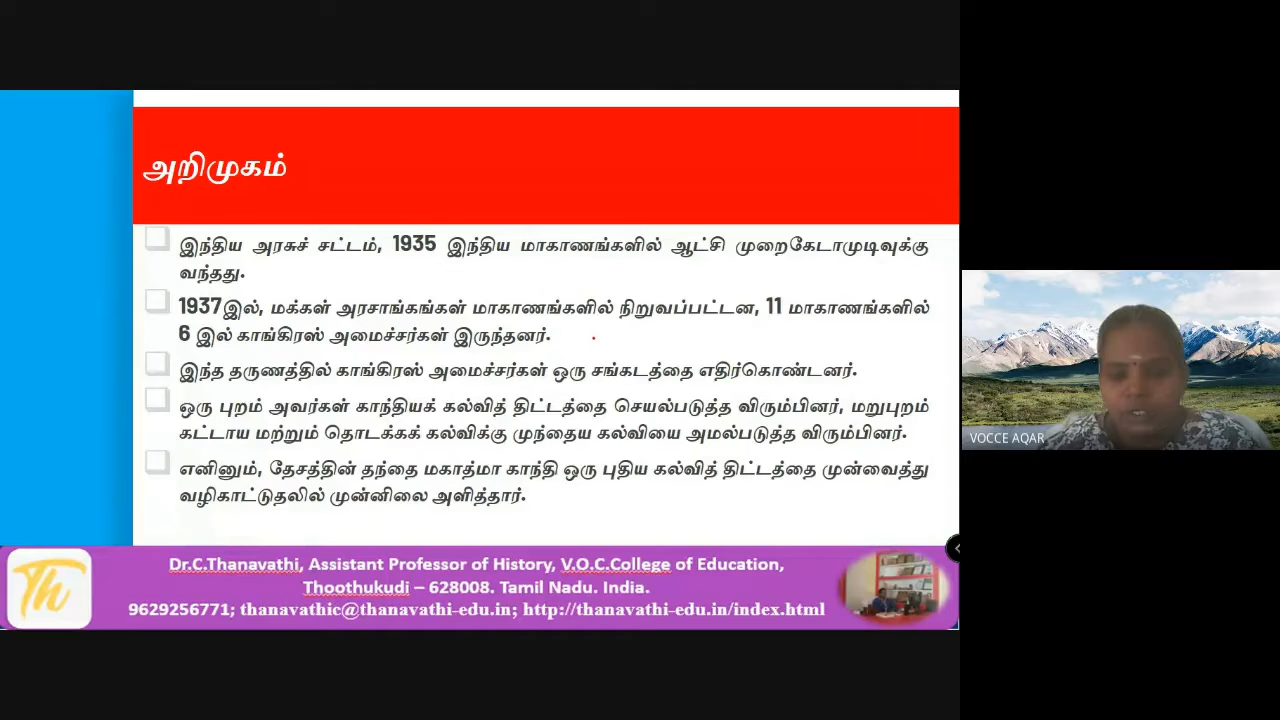 அறிமுகம்
இந்திய அரசுச் சட்டம், 1935 இந்திய மாகாணங்களில் ஆட்சி முறைகேடாமுடிவுக்கு
வந்தது.
1937இல், மக்கள் அரசாங்கங்கள் மாகாணங்களில் நிறுவப்பட்டன, 11 மாகாணங்களில்
6 இல் காங்கிரஸ் அமைச்சர்கள் இருந்தனர்.
இந்த தருணத்தில் காங்கிரஸ் அமைச்சர்கள் ஒரு சங்கடத்தை எதிர்கொண்டனர்.
ஒரு புறம் அவர்கள் காந்தியக் கல்வித் திட்டத்தை செயல்படுத்த விரும்பினர், மறுபுறம்
கட்டாய மற்றும் தொடக்கக் கல்விக்கு முந்தைய கல்வியை அமல்படுத்த விரும்பினர்.
எனினும், தேசத்தின் தந்தை மகாத்மா காந்தி ஒரு புதிய கல்வித் திட்டத்தை முன்வைத்து
வழிகாட்டுதலில் முன்னிலை அளித்தார்.
Th
Dr.C.Thanavathi, Assistant Professor of History, V.O.C.College of Education,
Thoothukudi – 628008. Tamil Nadu. India.
9629256771; thanavathic@thanavathi-edu.in; http://thanavathi-edu.in/index.html
VOCCE AQAR